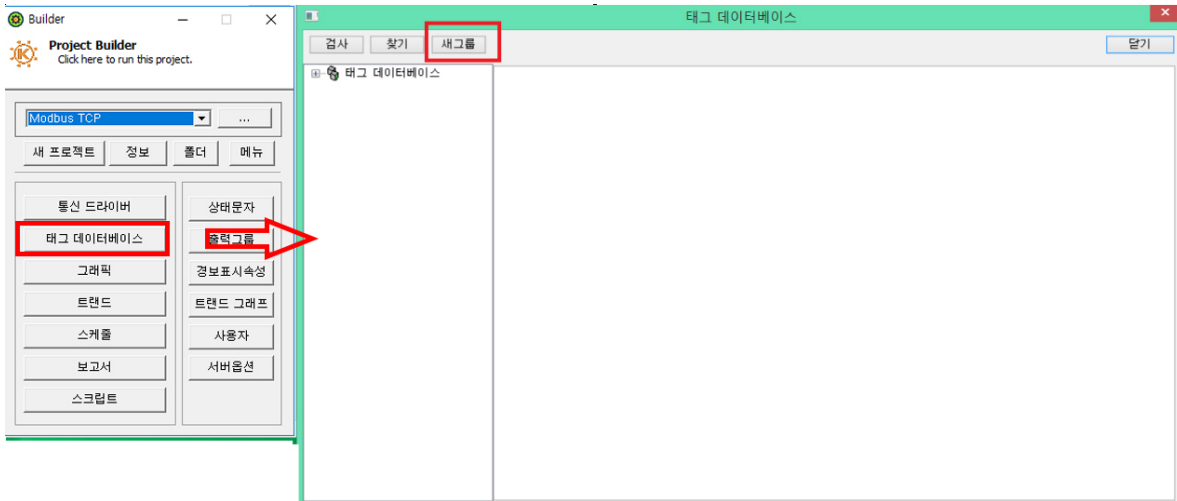 Builder
Project Builder
Click here to run this project.
Modbus TCP
...
새 프로젝트
정보
폴더
메뉴
통신 드라이버
상태문자
태그 데이터베이스
출력그룹
그래픽
경보표시속성
트랜드
트랜드 그래프
스케줄
사용자
보고서
서버옵션
스크립트
태그 데이터베이스
검사
찾기
새그룹
닫기
태그 데이터베이스